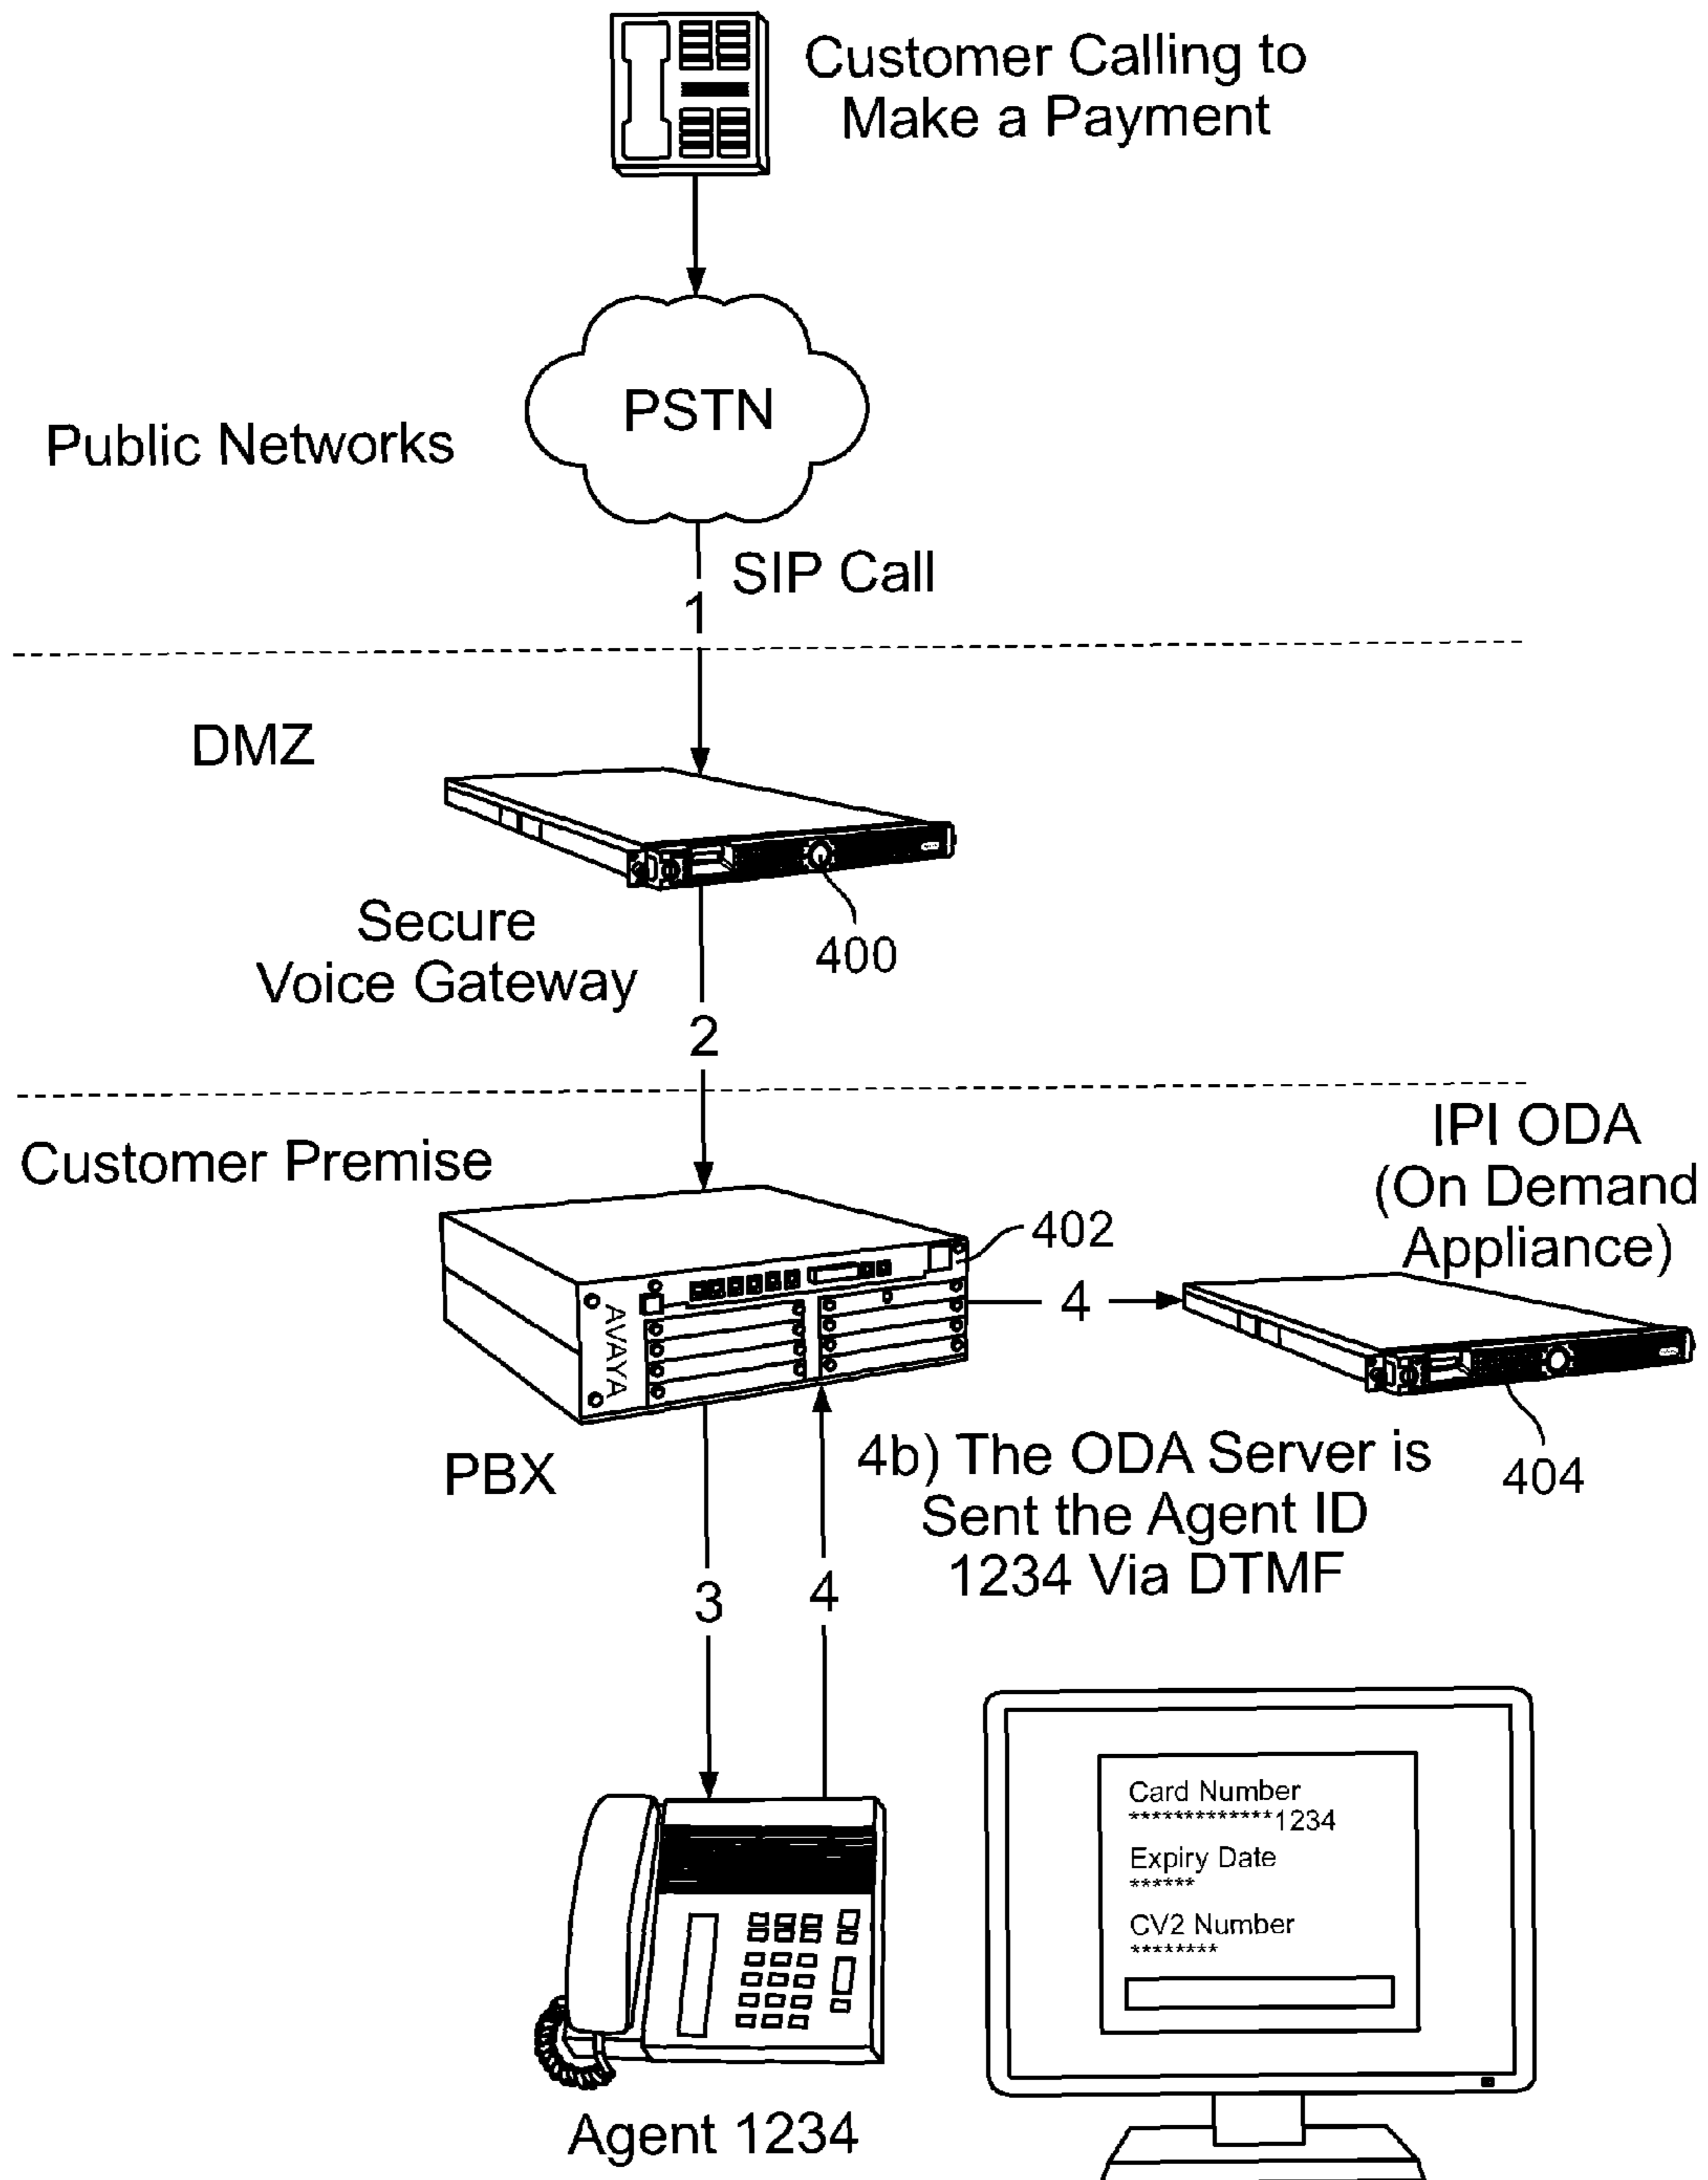 Customer Calling to
Make a Payment
PSTN
Public Networks
SIP Call
1
DMZ
Secure
Voice Gateway
400
2
Customer Premise
IPI ODA
(On Demand
Appliance)
402
AVAYA
4
404
PBX
4b) The ODA Server is
Sent the Agent ID
1234 Via DTMF
3
4
Card Number
*************1234
Expiry Date
******
CV2 Number
********
Agent 1234